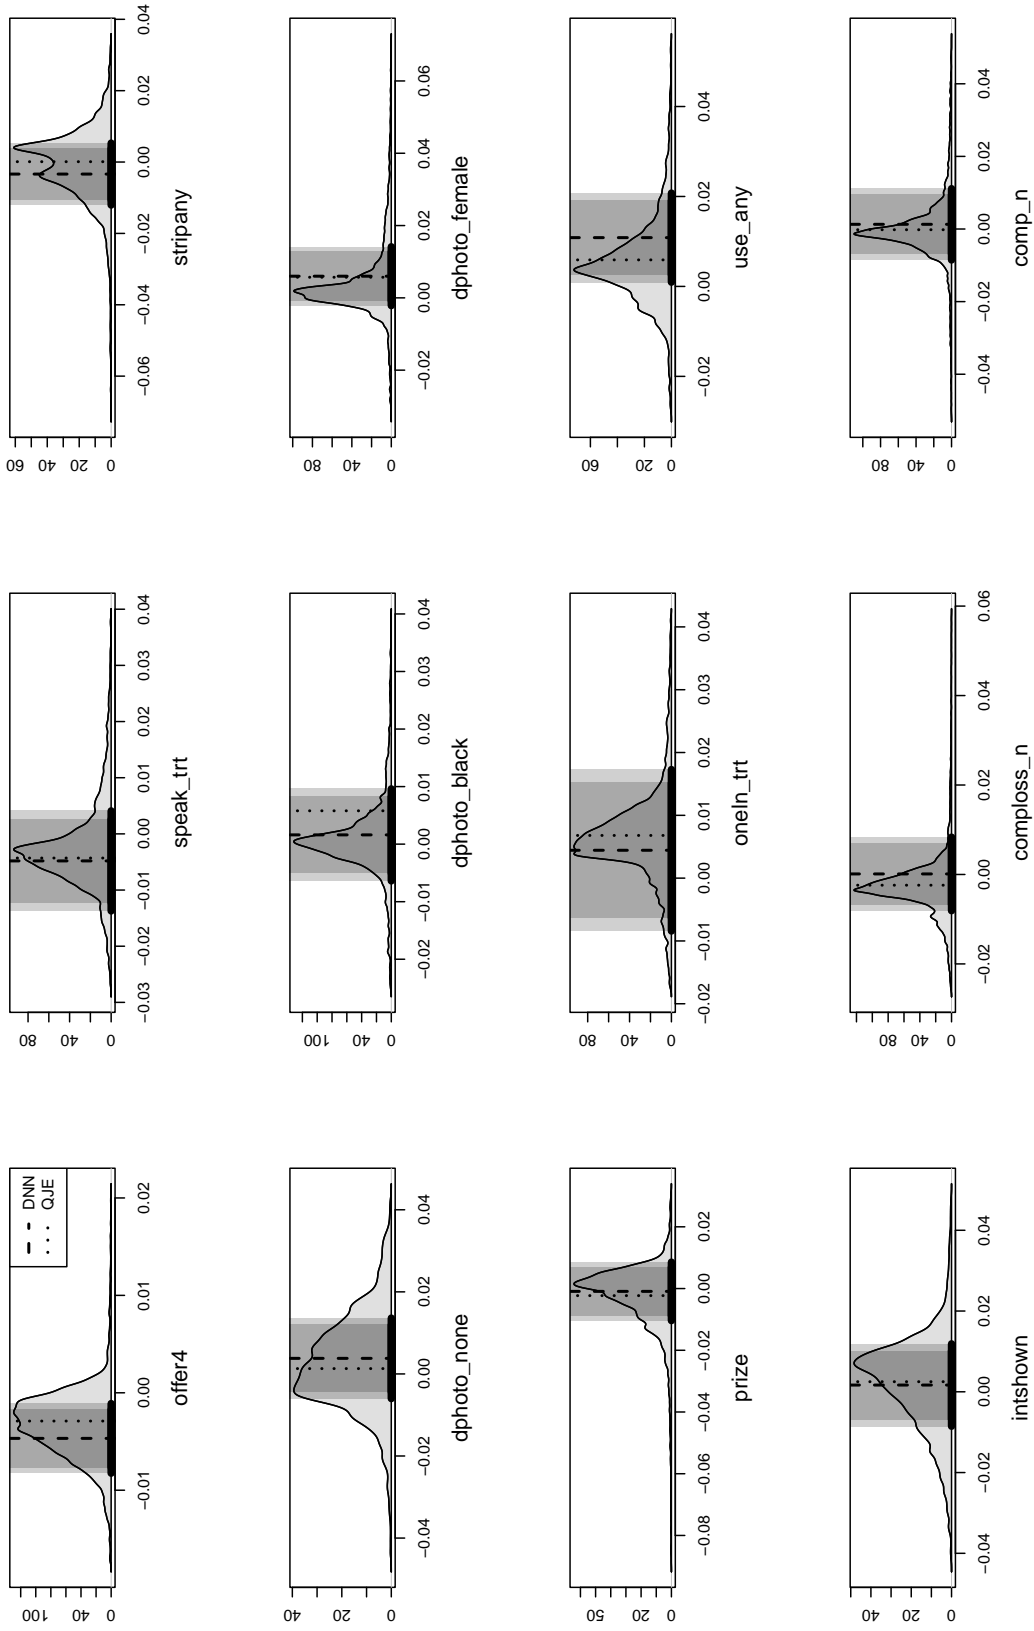 DNN
QJE
0 100
−0.01 0.00 0.01 0.02
offer4
0 40 80
−0.03 −0.02 −0.01 0.00 0.01 0.02 0.03 0.04
speak_trt
0 20 40 60
−0.06 −0.04 −0.02 0.00 0.02 0.04
stripany
0 20 40
−0.04 −0.02 0.00 0.02 0.04
dphoto_none
0 100
−0.02 −0.01 0.00 0.01 0.02 0.03 0.04
dphoto_black
0 40 80
−0.02 0.00 0.02 0.04 0.06
dphoto_female
0 20 50
−0.08 −0.06 −0.04 −0.02 0.00 0.02
prize
0 40 80
−0.02 −0.01 0.00 0.01 0.02 0.03 0.04
oneln_trt
0 20 60
−0.02 0.00 0.02 0.04
use_any
0 20 40
−0.04 −0.02 0.00 0.02 0.04
intshown
0 40 80
−0.02 0.00 0.02 0.04 0.06
comploss_n
0 40 80
−0.04 −0.02 0.00 0.02 0.04
comp_n